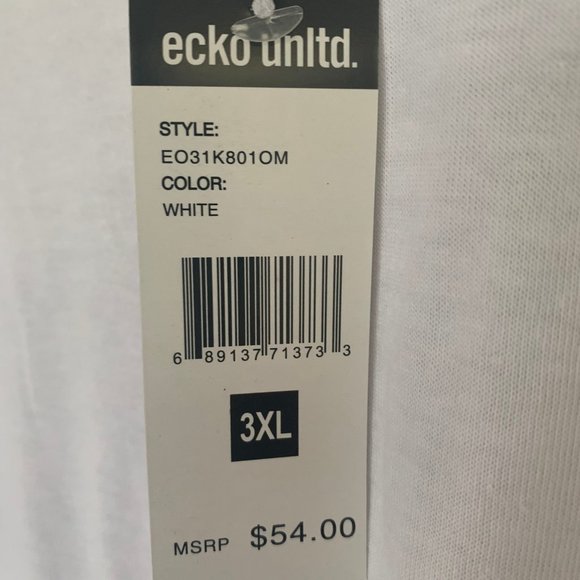 ecko unltd.
STYLE:
EO31K801OM
COLOR:
WHITE
6 89137 71373 3
3XL
MSRP $54.00